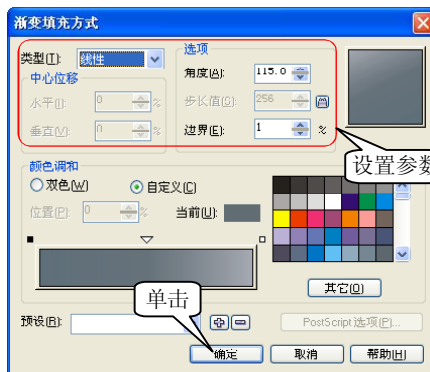 渐变填充方式
类型(T): 线性
选项
中心位移
水平(I): 0 %
垂直(V): 0 %
角度(A): 115.0
步长值(S): 256
边界(E): 1 %
设置参数
颜色调和
双色(W) 自定义(C)
位置(P): 0 % 当前(U):
其它(O)
单击
预设(R):
PostScript 选项(P)...
确定 取消 帮助(H)